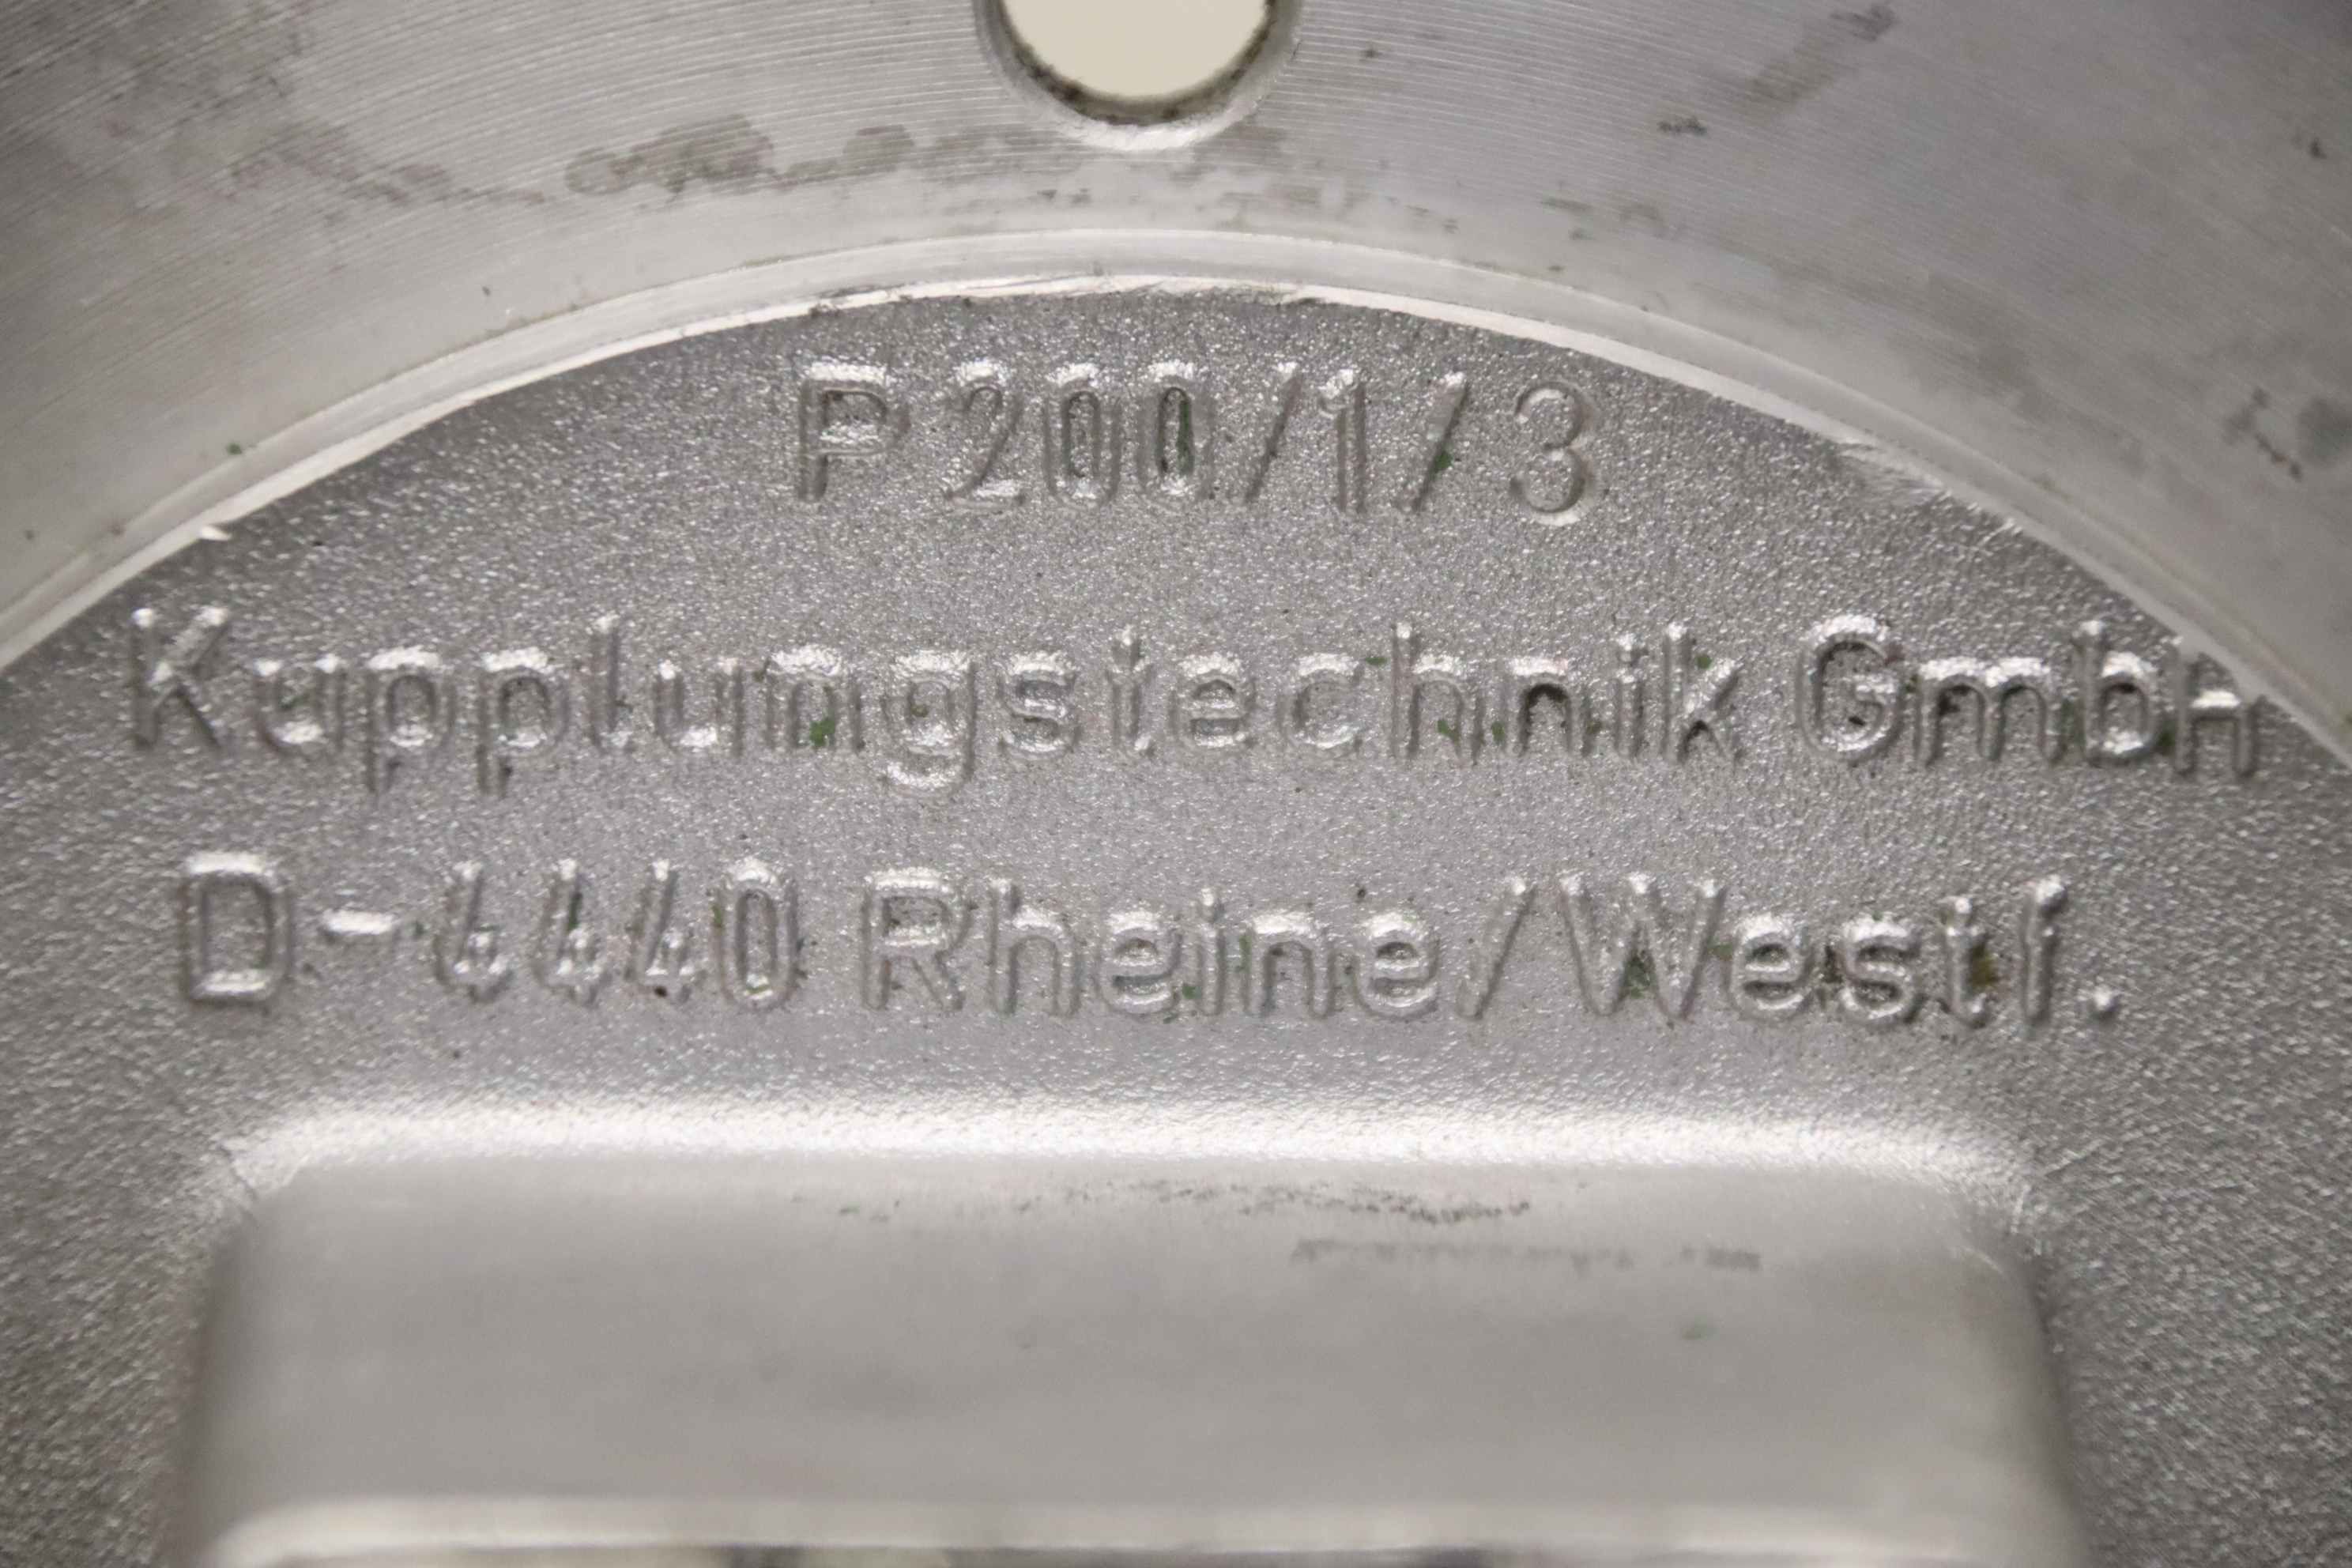 P 200/1/3
Kupplungstechnik GmbH
D-4440 Rheine/Westf.